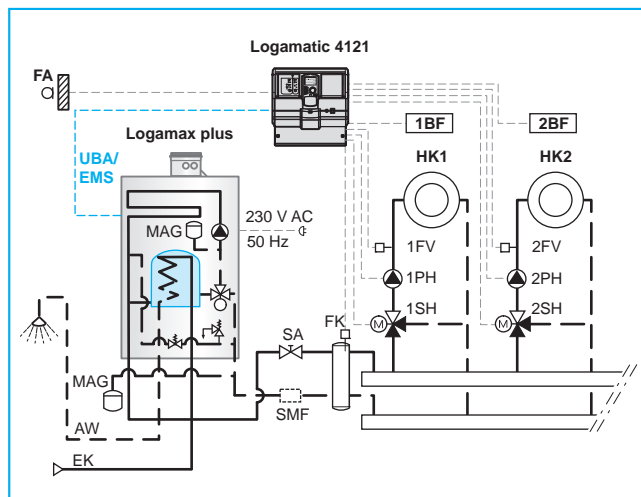 Logamatic 4121
FA
1BF
2BF
Logamax plus
HK1
HK2
UBA/
EMS
230 V AC
50 Hz
MAG
1FV
2FV
1PH
2PH
1SH
2SH
M
M
FK
SA
MAG
SMF
AW
EK